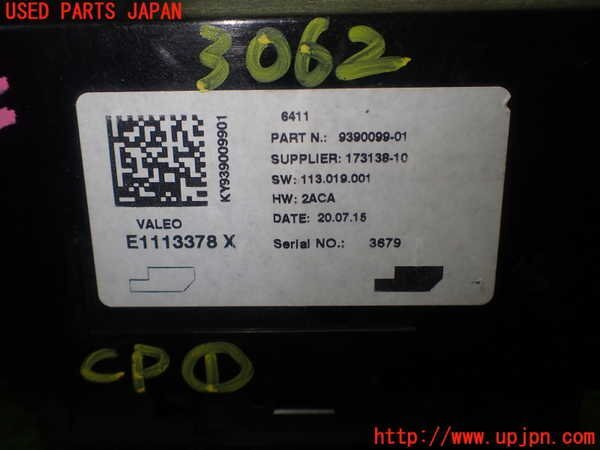 USED PARTS JAPAN
3062
6411
PART N.: 9390099-01
SUPPLIER: 173138-10
SW: 113.019.001
HW: 2ACA
DATE: 20.07.15
Serial NO.: 3679
KY939009901
VALEO
E1113378 X
CP①
http://www.upjpn.com